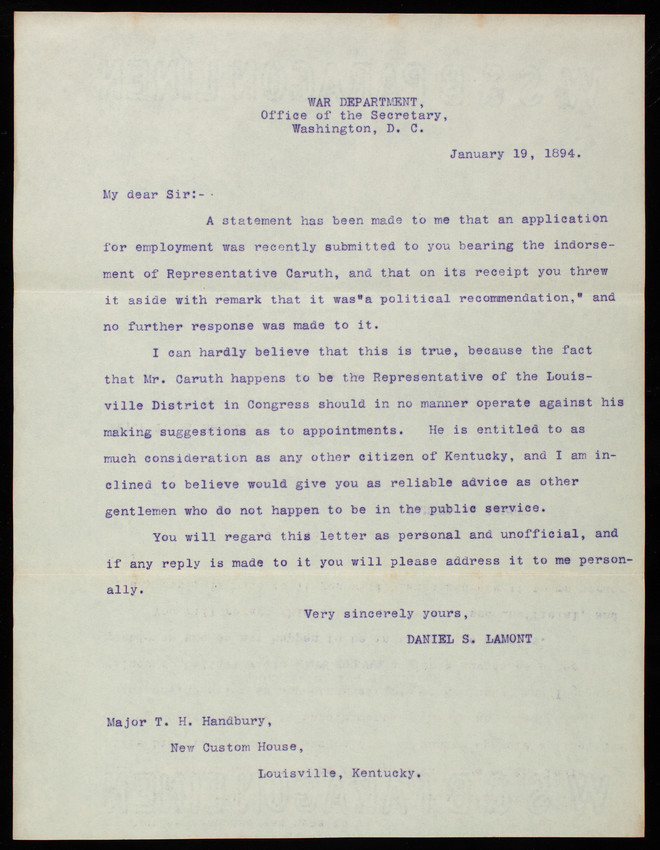 WAR DEPARTMENT,
Office of the Secretary,
Washington, D. C.
January 19, 1894.
My dear Sir:-
A statement has been made to me that an application
for employment was recently submitted to you bearing the indorse-
ment of Representative Caruth, and that on its receipt you threw
it aside with remark that it was"a political recommendation," and
no further response was made to it.
I can hardly believe that this is true, because the fact
that Mr. Caruth happens to be the Representative of the Louis-
ville District in Congress should in no manner operate against his
making suggestions as to appointments. He is entitled to as
much consideration as any other citizen of Kentucky, and I am in-
clined to believe would give you as reliable advice as other
gentlemen who do not happen to be in the public service.
You will regard this letter as personal and unofficial, and
if any reply is made to it you will please address it to me person-
ally.
Very sincerely yours,
DANIEL S. LAMONT
Major T. H. Handbury,
New Custom House,
Louisville, Kentucky.